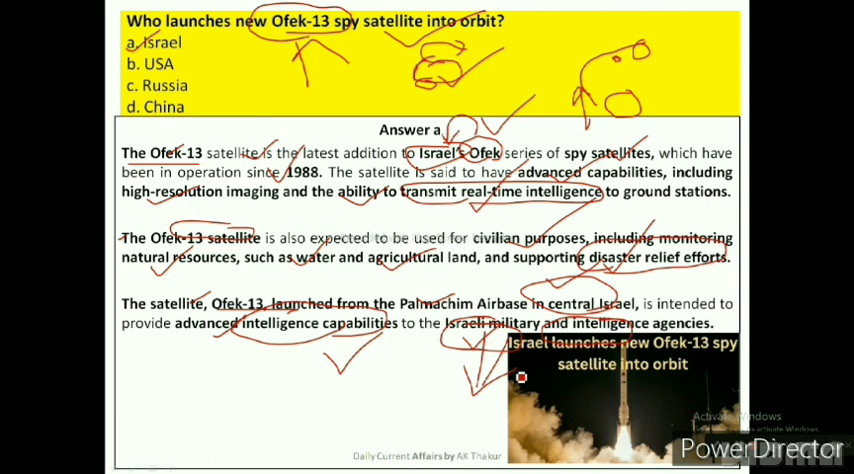 Who launches new Ofek-13 spy satellite into orbit?
a. Israel
b. USA
c. Russia
d. China
Answer a
The Ofek-13 satellite is the latest addition to Israel's Ofek series of spy satellites, which have
been in operation since 1988. The satellite is said to have advanced capabilities, including
high-resolution imaging and the ability to transmit real-time intelligence to ground stations.
The Ofek-13 satellite is also expected to be used for civilian purposes, including monitoring
natural resources, such as water and agricultural land, and supporting disaster relief efforts.
The satellite, Ofek-13, launched from the Palmachim Airbase in central Israel, is intended to
provide advanced intelligence capabilities to the Israeli military and intelligence agencies.
Israel launches new Ofek-13 spy
satellite into orbit
Activate Windows
activate Windows.
PowerDirector
Daily Current Affairs by AK Thakur